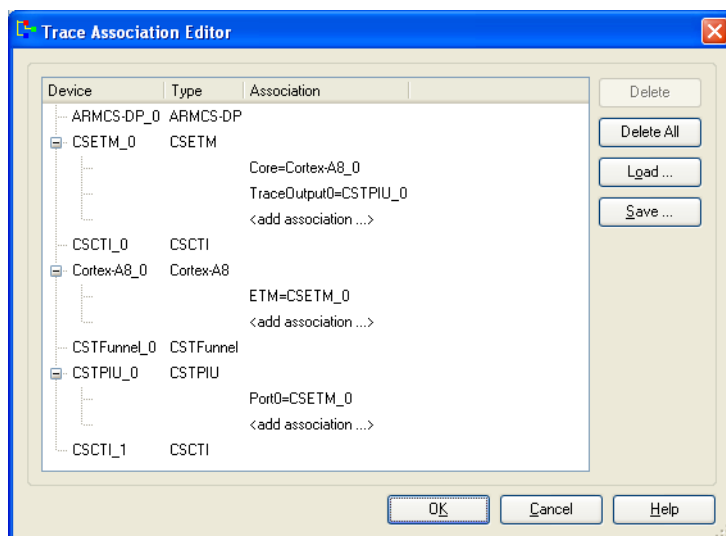 Trace Association Editor
Device Type Association
ARMCS-DP_0 ARMCS-DP
CSETM_0 CSETM
Core=Cortex-A8_0
TraceOutput0=CSTPIU_0
<add association ...>
CSCTI_0 CSCTI
Cortex-A8_0 Cortex-A8
ETM=CSETM_0
<add association ...>
CSTFunnel_0 CSTFunnel
CSTPIU_0 CSTPIU
Port0=CSETM_0
<add association ...>
CSCTI_1 CSCTI
Delete
Delete All
Load ...
Save ...
OK Cancel Help